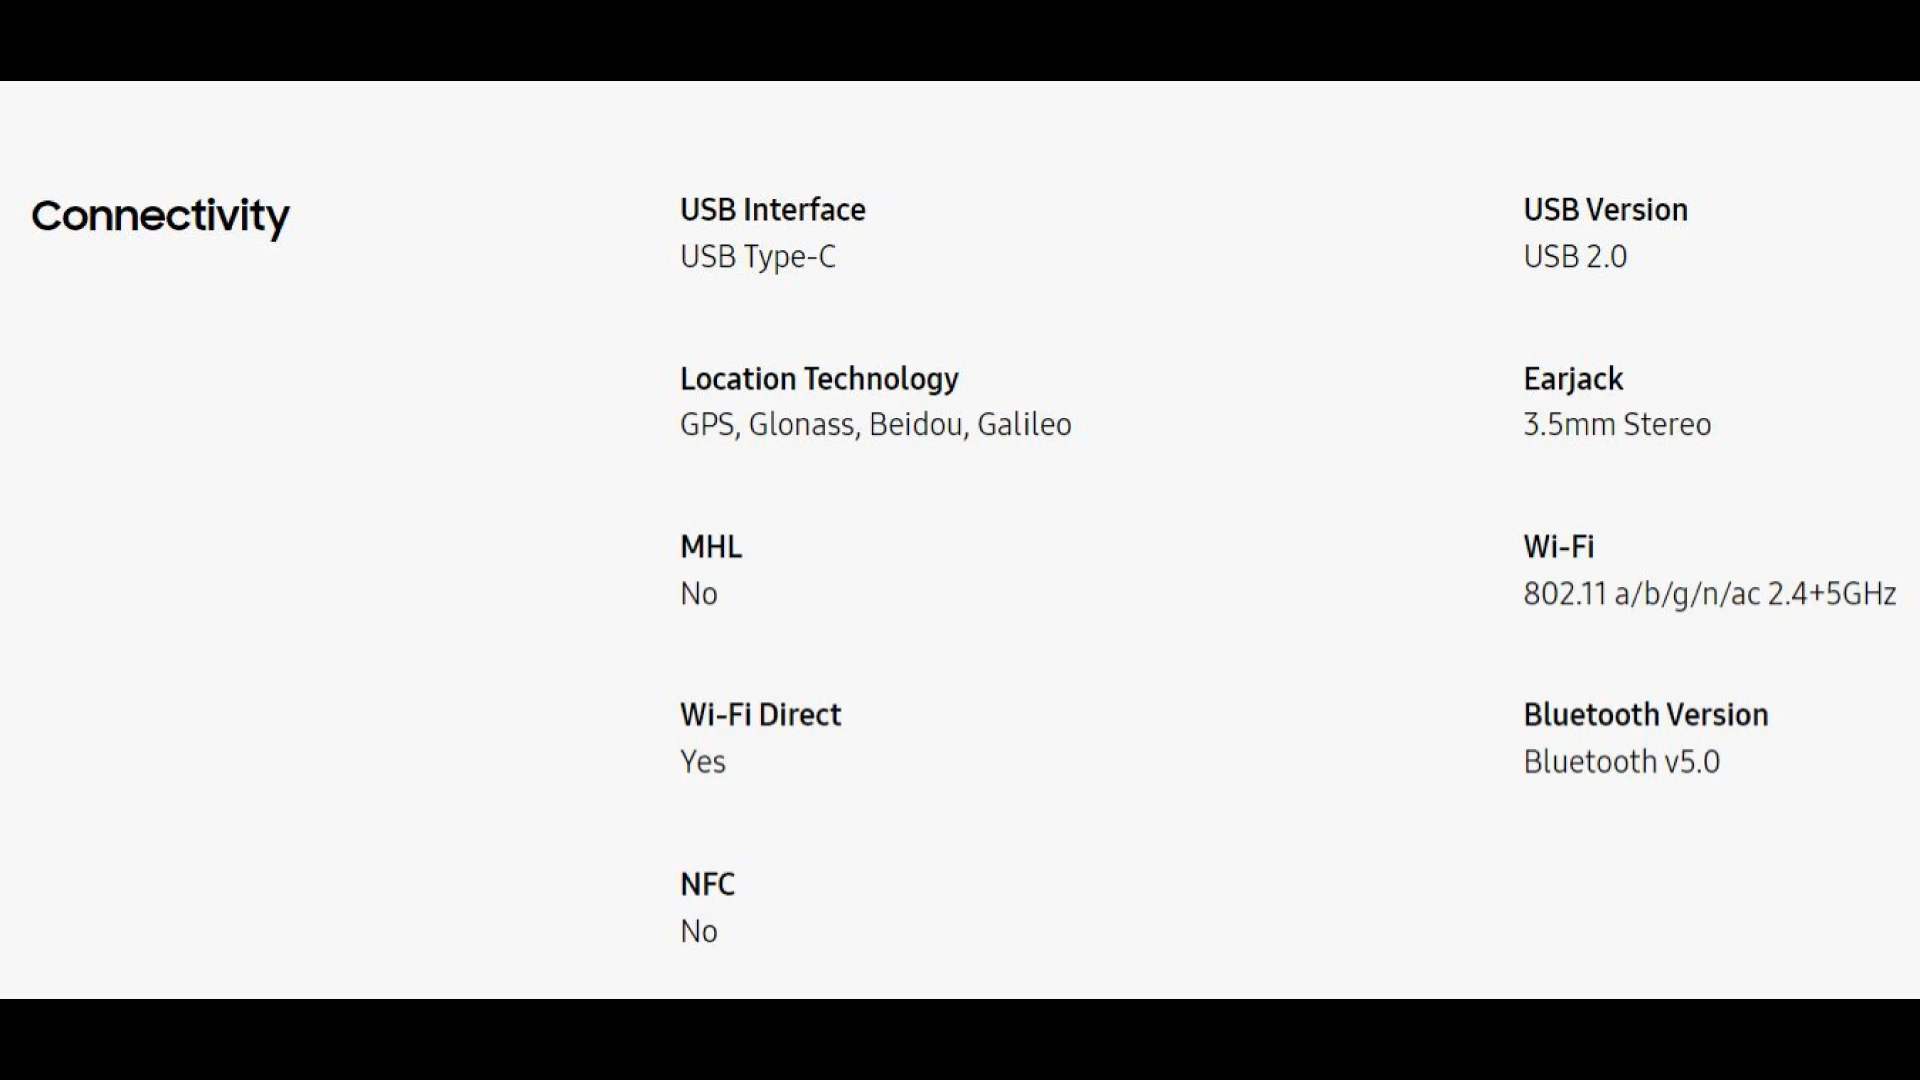 Connectivity
USB Interface
USB Type-C
USB Version
USB 2.0
Location Technology
GPS, Glonass, Beidou, Galileo
Earjack
3.5mm Stereo
MHL
No
Wi-Fi
802.11 a/b/g/n/ac 2.4+5GHz
Wi-Fi Direct
Yes
Bluetooth Version
Bluetooth v5.0
NFC
No